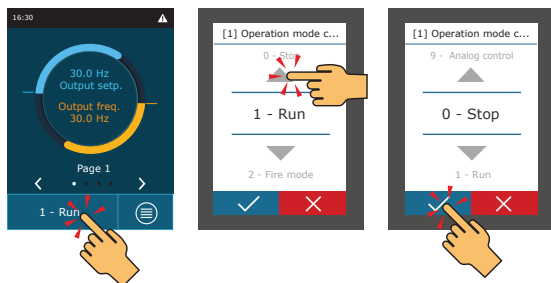 16:30
30.0 Hz
Output setp.
Output freq.
30.0 Hz
Page 1
1 - Run
[1] Operation mode c...
0 - Stop
1 - Run
2 - Fire mode
[1] Operation mode c...
9 - Analog control
0 - Stop
1 - Run